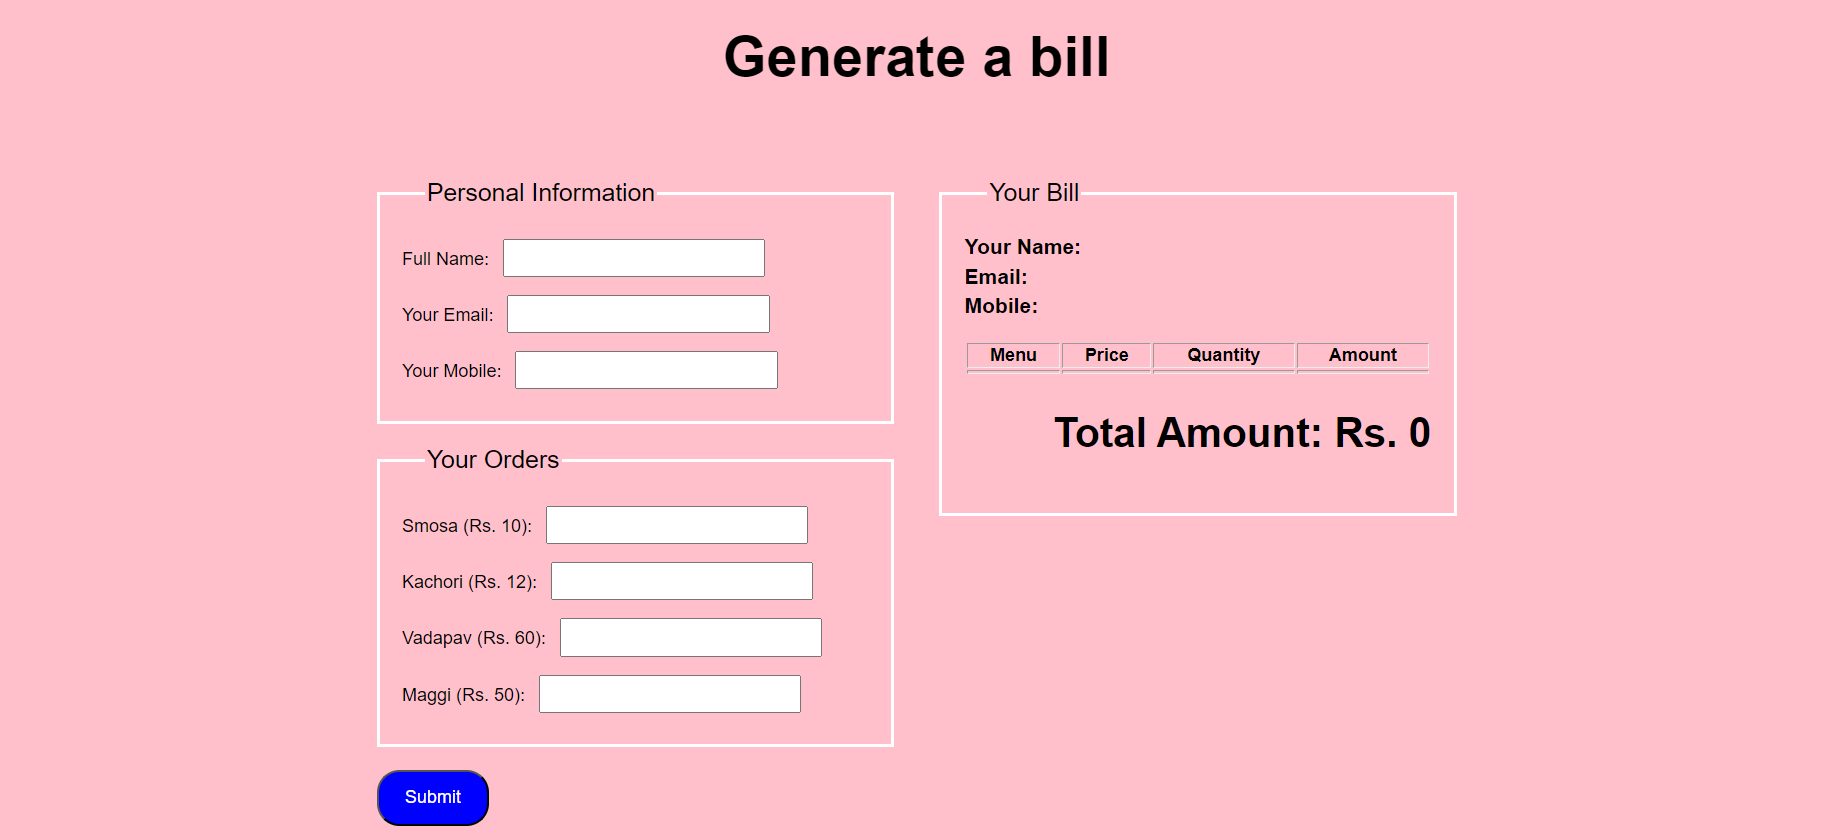 Generate a bill
Personal Information
Full Name:
Your Email:
Your Mobile:
Your Orders
Smosa (Rs. 10):
Kachori (Rs. 12):
Vadapav (Rs. 60):
Maggi (Rs. 50):
Submit
Your Bill
Your Name:
Email:
Mobile:
Menu Price Quantity Amount
Total Amount: Rs. 0